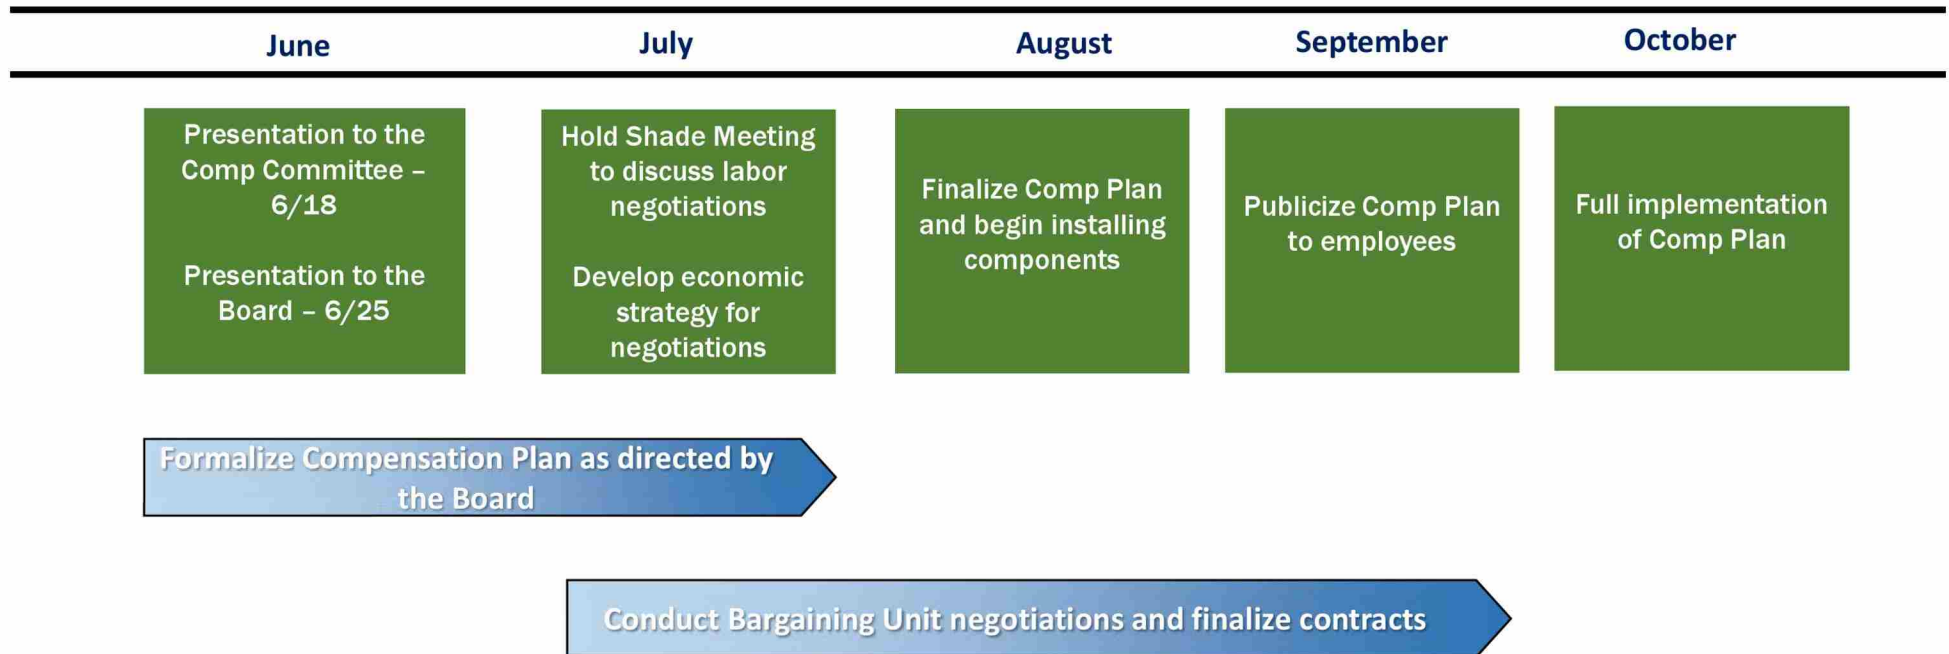 June
July
August
September
October
Presentation to the
Comp Committee –
6/18
Presentation to the
Board – 6/25
Hold Shade Meeting
to discuss labor
negotiations
Develop economic
strategy for
negotiations
Finalize Comp Plan
and begin installing
components
Publicize Comp Plan
to employees
Full implementation
of Comp Plan
Formalize Compensation Plan as directed by
the Board
Conduct Bargaining Unit negotiations and finalize contracts